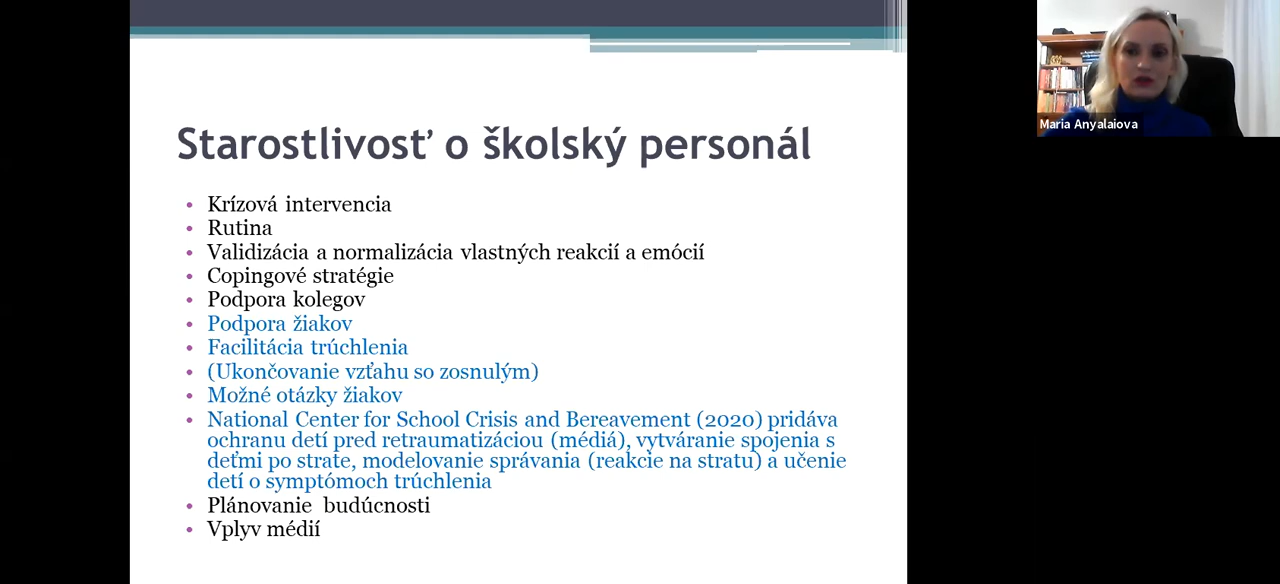 Starostlivosť o školský personál
• Krízová intervencia
• Rutina
• Validizácia a normalizácia vlastných reakcií a emócií
• Copingové stratégie
• Podpora kolegov
• Podpora žiakov
• Facilitácia trúchlenia
• (Ukončovanie vzťahu so zosnulým)
• Možné otázky žiakov
• National Center for School Crisis and Bereavement (2020) pridáva
ochranu detí pred retraumatizáciou (médiá), vytváranie spojenia s
deťmi po strate, modelovanie správania (reakcie na stratu) a učenie
detí o symptómoch trúchlenia
• Plánovanie  budúcnosti
• Vplyv médií
Maria Anyalaiova